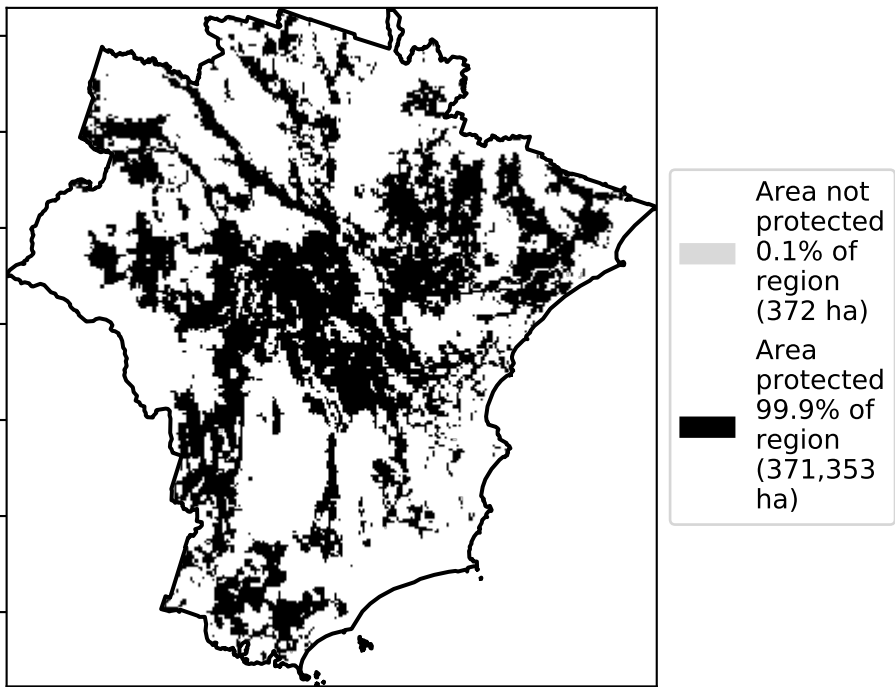 Area not
protected
0.1% of
region
(372 ha)
Area
protected
99.9% of
region
(371,353
ha)